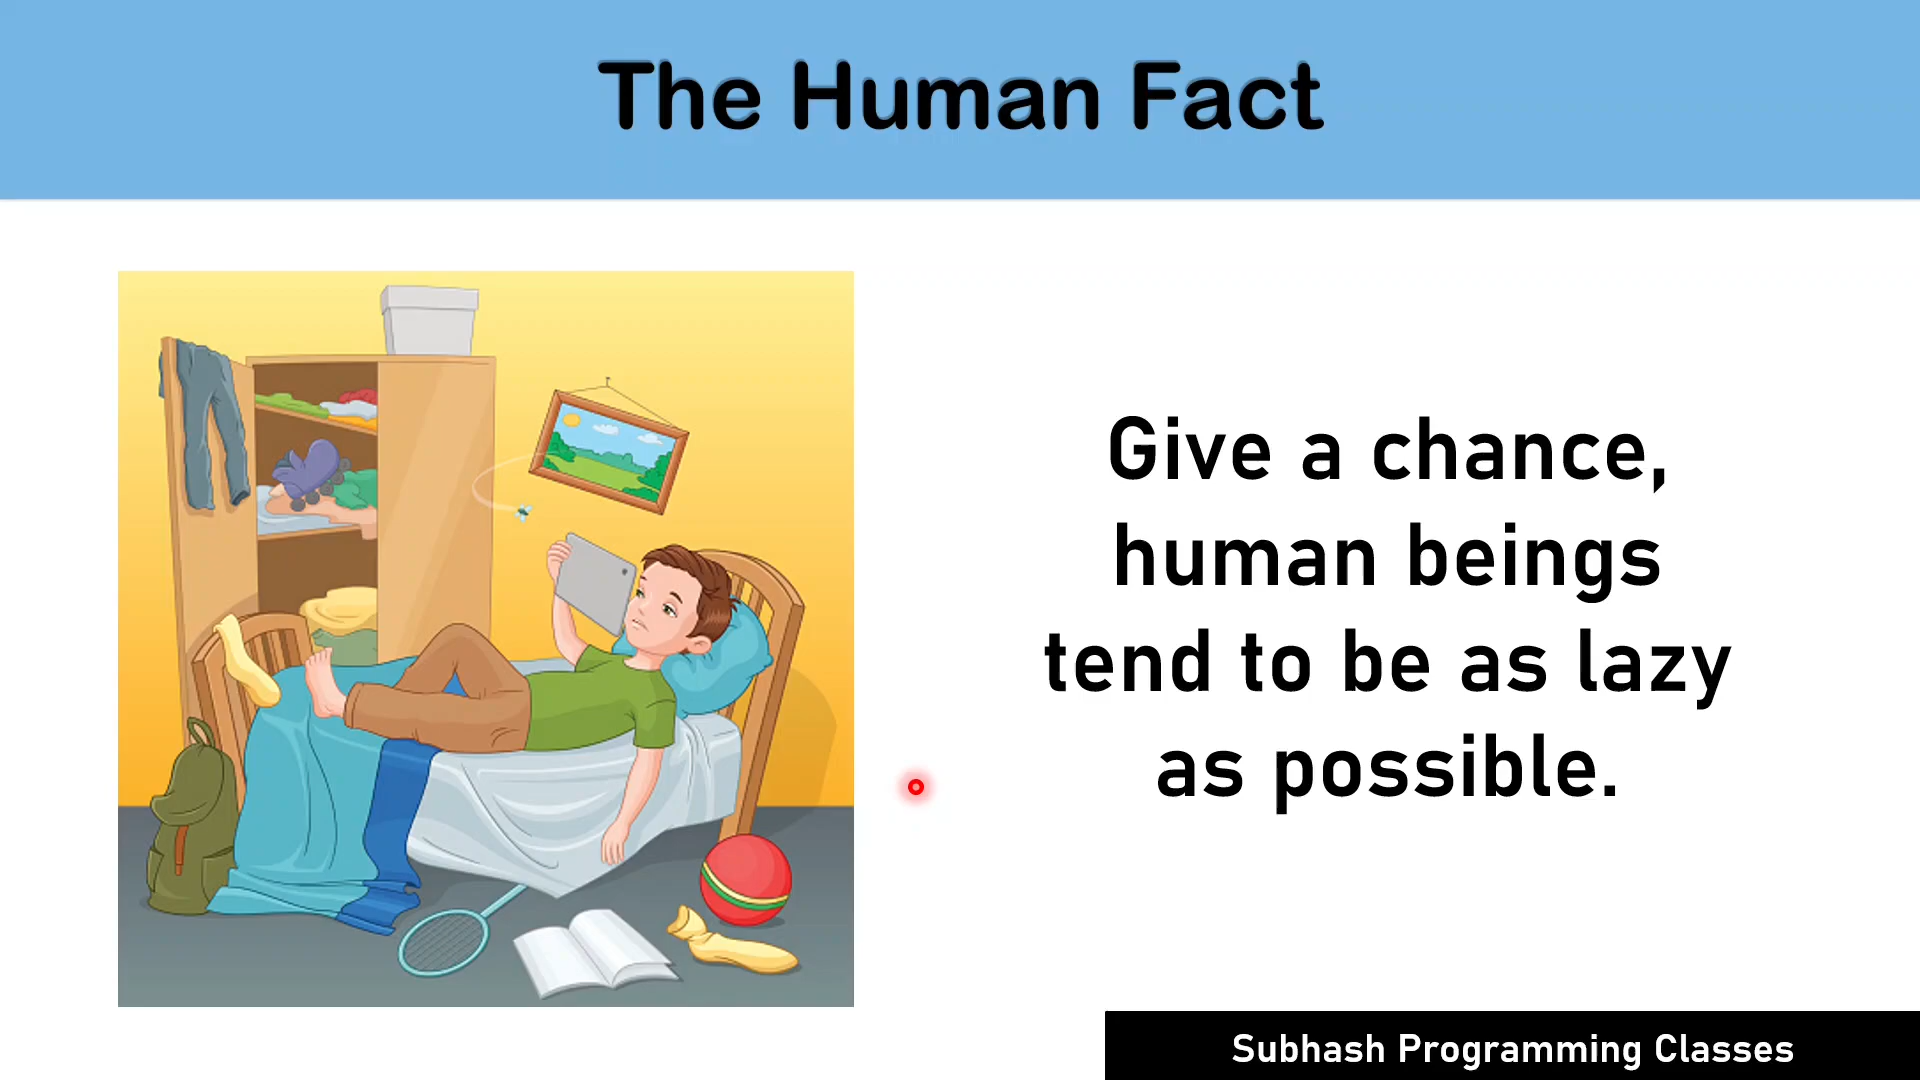 The Human Fact
Give a chance,
human beings
tend to be as lazy
as possible.
Subhash Programming Classes